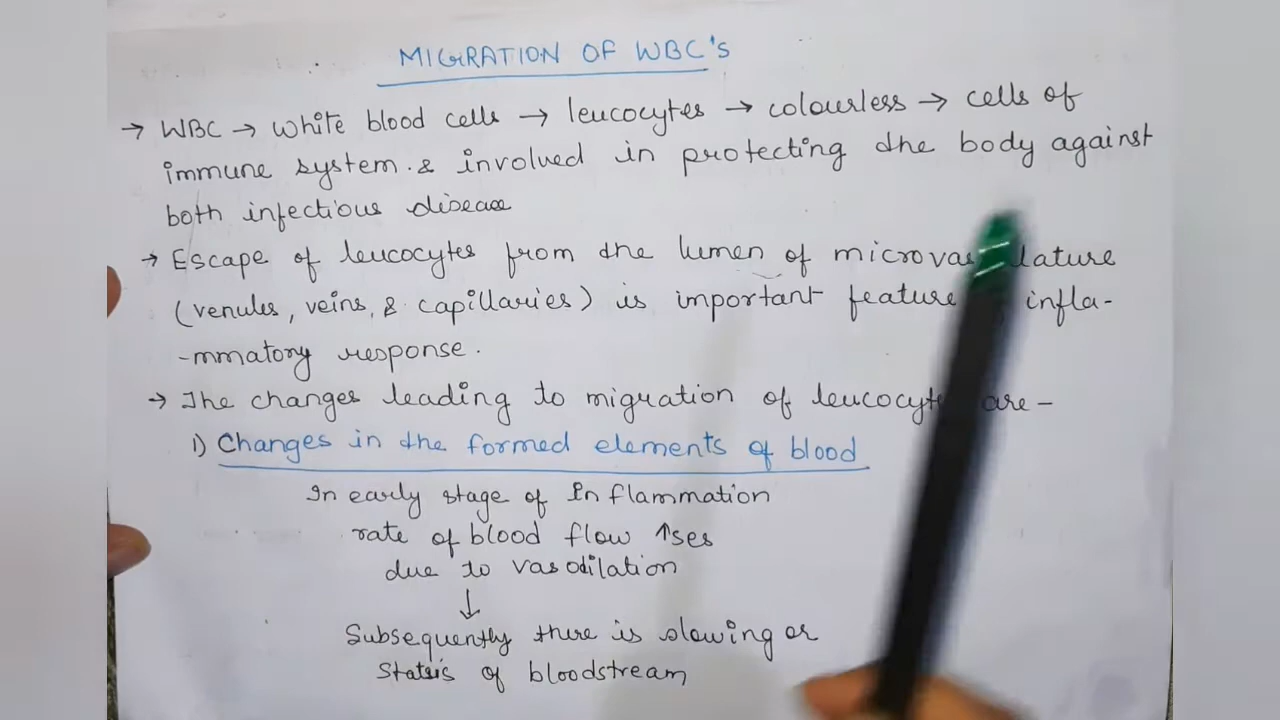 MIGRATION OF WBC's
→ WBC → White blood cells → leucocytes → colourless → cells of
immune system. & involved in protecting the body against
both infectious disease
→ Escape of leucocytes from the lumen of
(venules, veins, & capillaries) is important feature infla-
-mmatory response.
→ The changes leading to migration of are-
1) Changes in the formed elements of blood
In early stage of Inflammation
rate of blood flow ↑ses
due to vasodilation
↓
Subsequently there is slowing or
of bloodstream